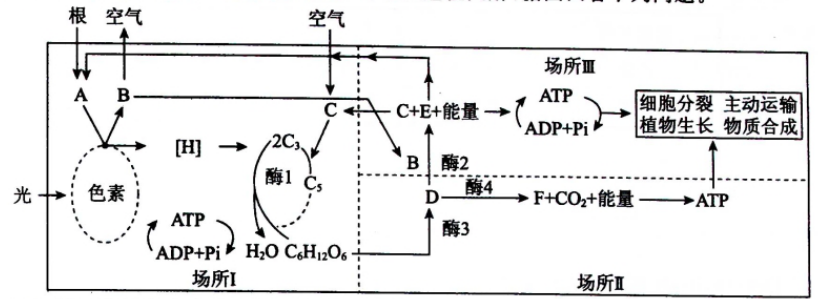 根 空气 空气
场所Ⅲ
A B C C+E+能量 ATP ADP+Pi 细胞分裂 主动运输
植物生长 物质合成
[H] 2C₃ 酶1 C₅ B 酶2
光 色素 D 酶4 F+CO₂+能量 ATP
ATP
ADP+Pi H₂O C₆H₁₂O₆ 酶3
场所Ⅰ 场所Ⅱ